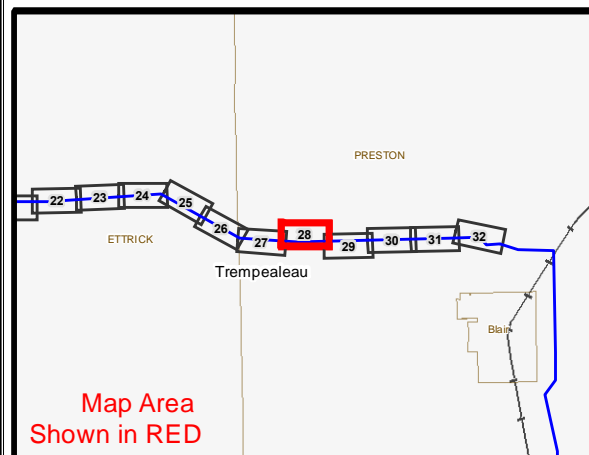 PRESTON
22
23
24
25
26
27
28
29
30
31
32
ETTRICK
Trempealeau
Blair
Map Area
Shown in RED